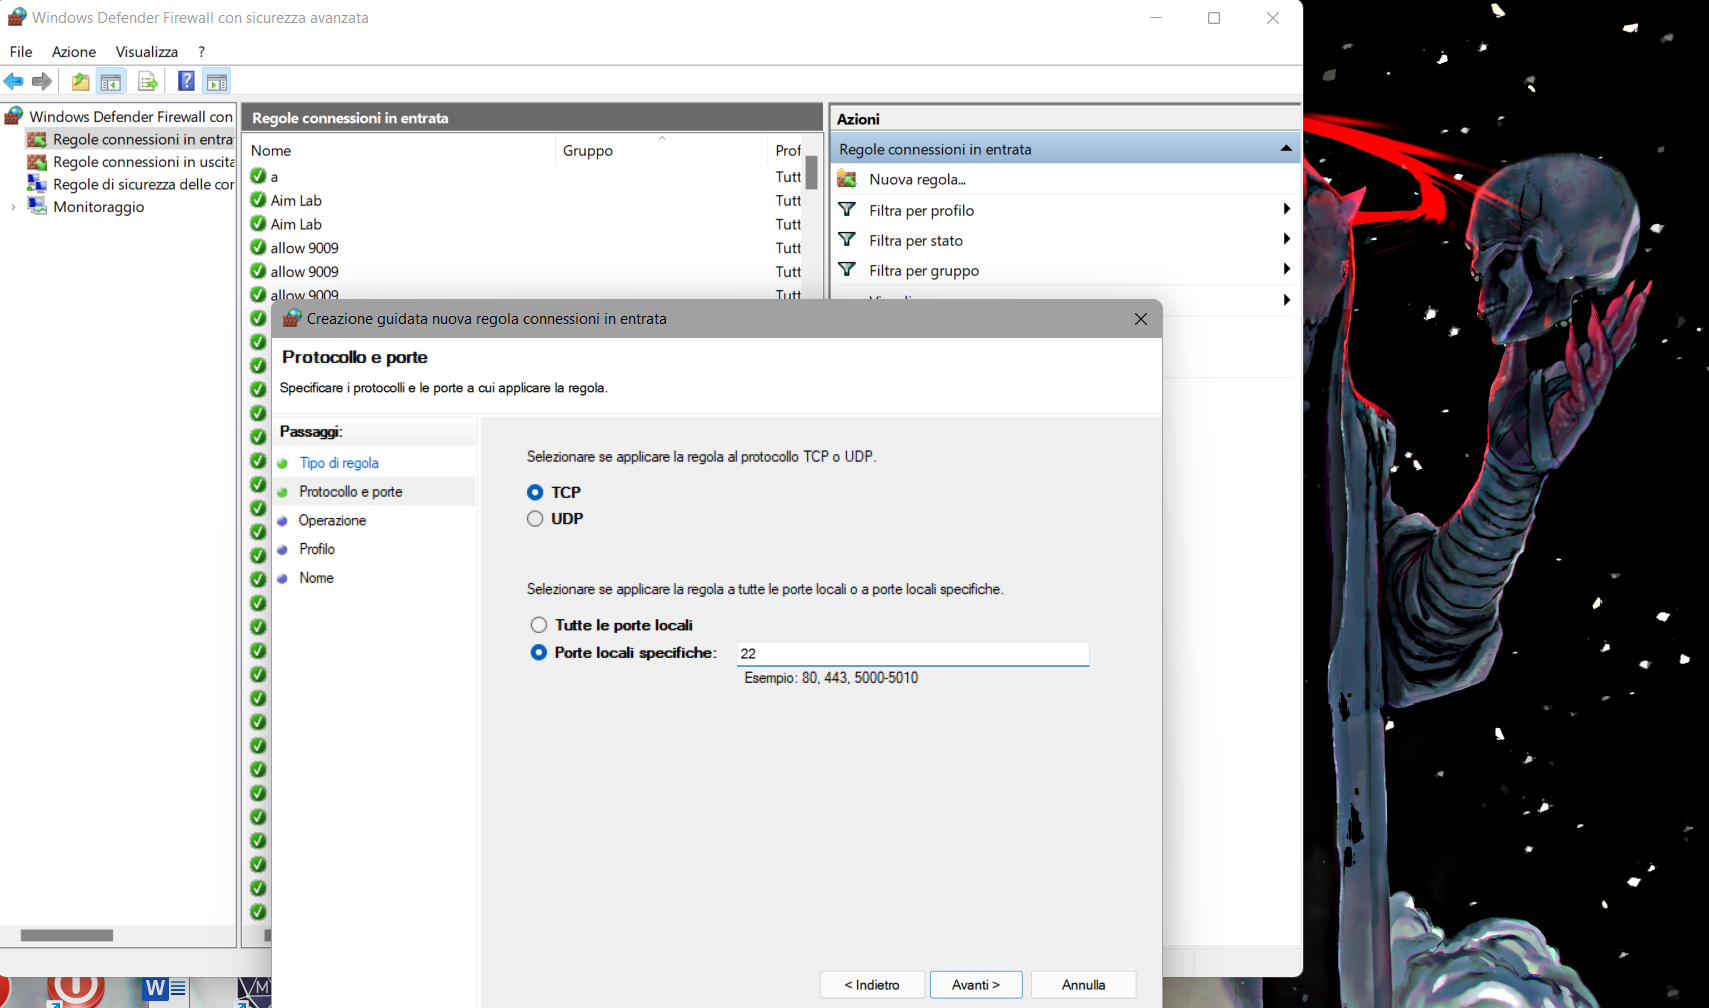 Windows Defender Firewall con sicurezza avanzata
File Azione Visualizza ?
Windows Defender Firewall con
Regole connessioni in entra
Regole connessioni in uscita
Regole di sicurezza delle cor
Monitoraggio
Regole connessioni in entrata
Nome Gruppo Prof
a Tutt
Aim Lab Tutt
Aim Lab Tutt
allow 9009 Tutt
allow 9009 Tutt
allow 9009 Tutt
Azioni
Regole connessioni in entrata
Nuova regola...
Filtra per profilo
Filtra per stato
Filtra per gruppo
Creazione guidata nuova regola connessioni in entrata
Protocollo e porte
Specificare i protocolli e le porte a cui applicare la regola.
Passaggi:
Tipo di regola
Protocollo e porte
Operazione
Profilo
Nome
Selezionare se applicare la regola al protocollo TCP o UDP.
TCP
UDP
Selezionare se applicare la regola a tutte le porte locali o a porte locali specifiche.
Tutte le porte locali
Porte locali specifiche: 22
Esempio: 80, 443, 5000-5010
< Indietro Avanti > Annulla
W VM